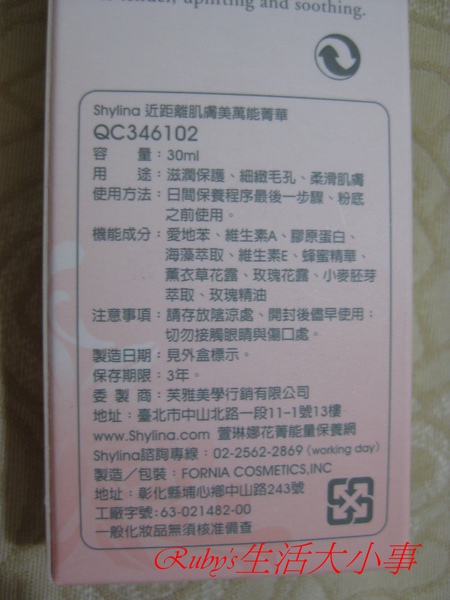 tender, uplifting and soothing.
Shylina 近距離肌膚美萬能菁華
QC346102
容　　量：30ml
用　　途：滋潤保護、細緻毛孔、柔滑肌膚
使用方法：日間保養程序最後一步驟、粉底
之前使用。
機能成分：愛地苯、維生素A、膠原蛋白、
海藻萃取、維生素E、蜂蜜精華、
薰衣草花露、玫瑰花露、小麥胚芽
萃取、玫瑰精油
注意事項：請存放陰涼處、開封後儘早使用；
切勿接觸眼睛與傷口處。
製造日期：見外盒標示。
保存期限：3年。
委 製 商：芙雅美學行銷有限公司
地址：臺北市中山北路一段11-1號13樓
www.Shylina.com 萱琳娜花菁能量保養網
Shylina諮詢專線：02-2562-2869 (working day)
製造／包裝：FORNIA COSMETICS,INC
地址：彰化縣埔心鄉中山路243號
工廠字號:63-021482-00
一般化妝品無須核准備查
Ruby's生活大小事